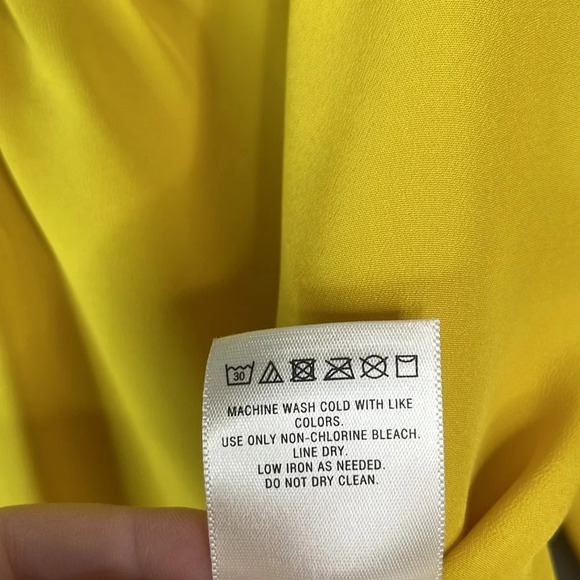 30
MACHINE WASH COLD WITH LIKE
COLORS.
USE ONLY NON-CHLORINE BLEACH.
LINE DRY.
LOW IRON AS NEEDED.
DO NOT DRY CLEAN.